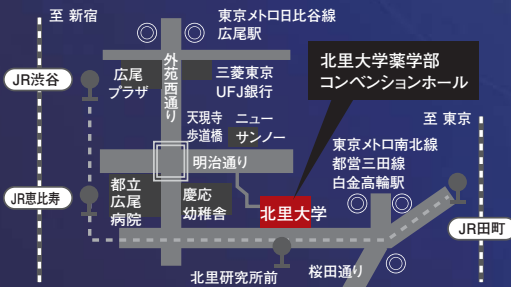 至 新宿
東京メトロ日比谷線
広尾駅
外苑西通り
JR渋谷
広尾
プラザ
三菱東京
UFJ銀行
北里大学薬学部
コンベンションホール
天現寺
歩道橋
ニュー
サンノー
至 東京
東京メトロ南北線
都営三田線
白金高輪駅
明治通り
JR恵比寿
都立
広尾
病院
慶応
幼稚舎
北里大学
JR田町
北里研究所前
桜田通り